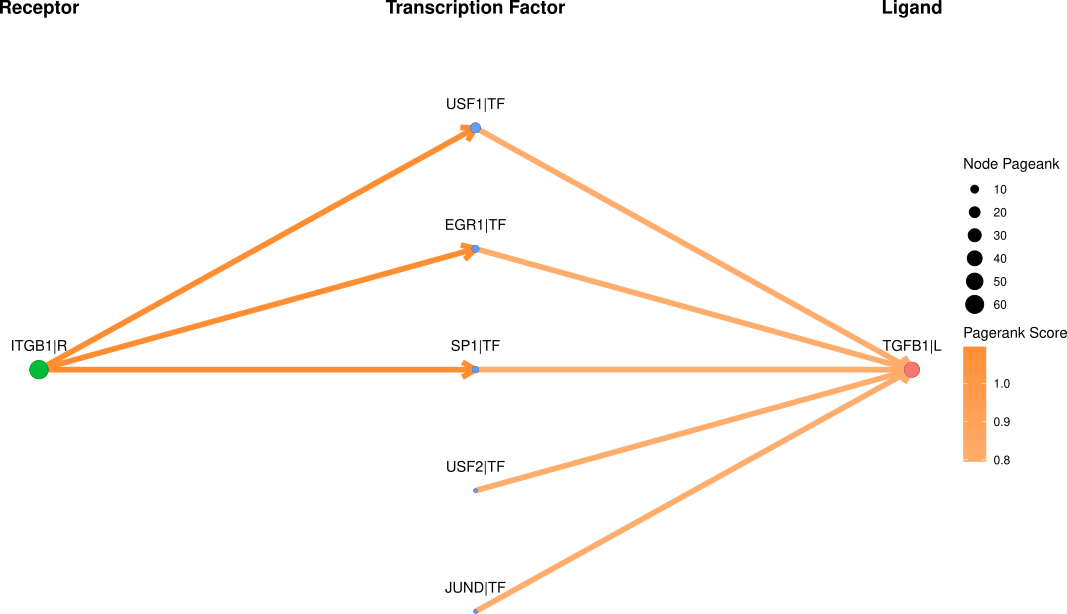 Receptor
Transcription Factor
Ligand
USF1|TF
EGR1|TF
ITGB1|R
SP1|TF
TGFB1|L
USF2|TF
JUND|TF
Node Pageank
10
20
30
40
50
60
Pagerank Score
1.0
0.9
0.8